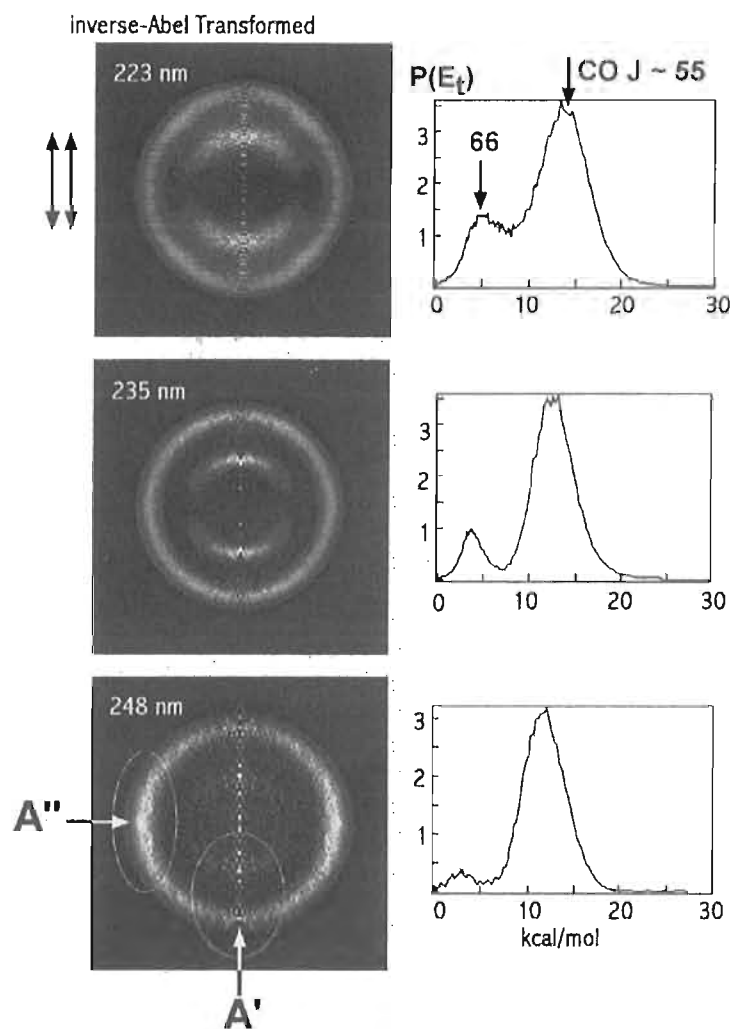 inverse-Abel Transformed
223 nm
P(Eₜ)
CO J ~ 55
66
3
2
1
0 10 20 30
235 nm
3
2
1
0 10 20 30
248 nm
A"
A'
3
2
1
0 10 20 30
kcal/mol